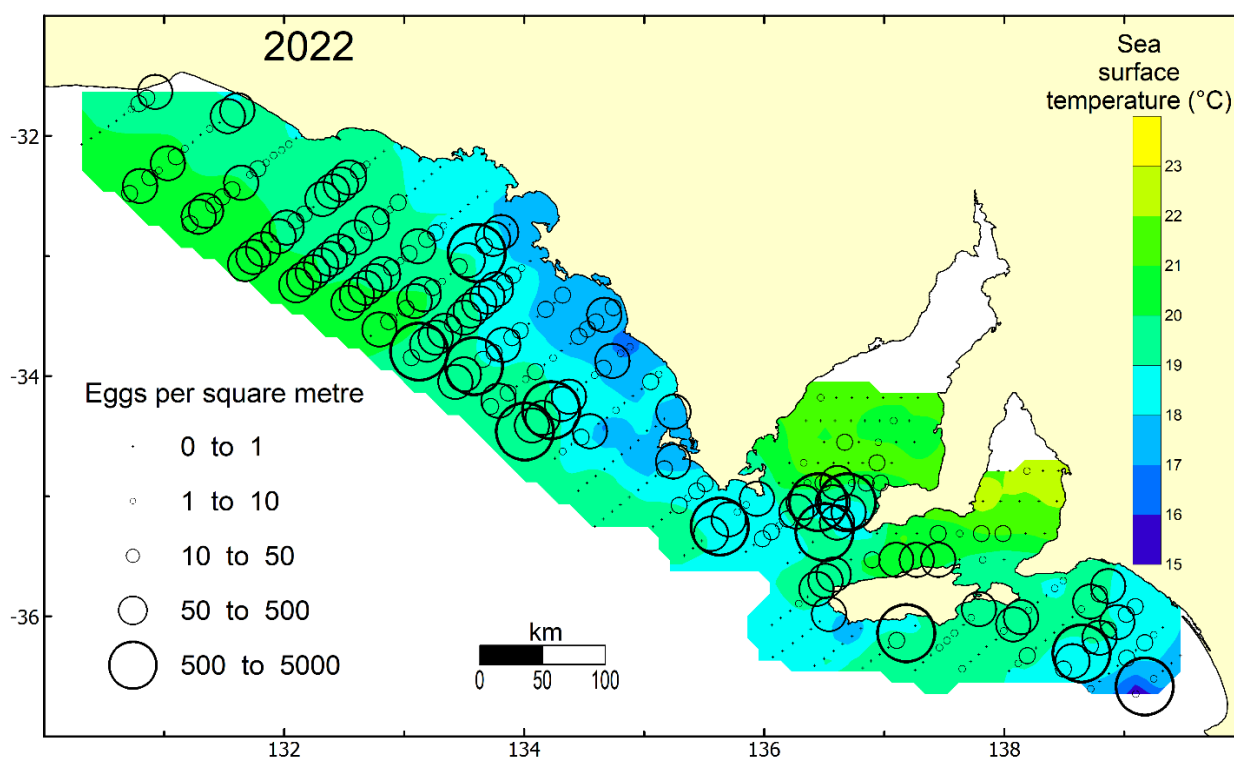 2022
Sea
surface
temperature (°C)
23
22
21
20
19
18
17
16
15
-32
-34
-36
Eggs per square metre
0 to 1
1 to 10
10 to 50
50 to 500
500 to 5000
km
0 50 100
132 134 136 138